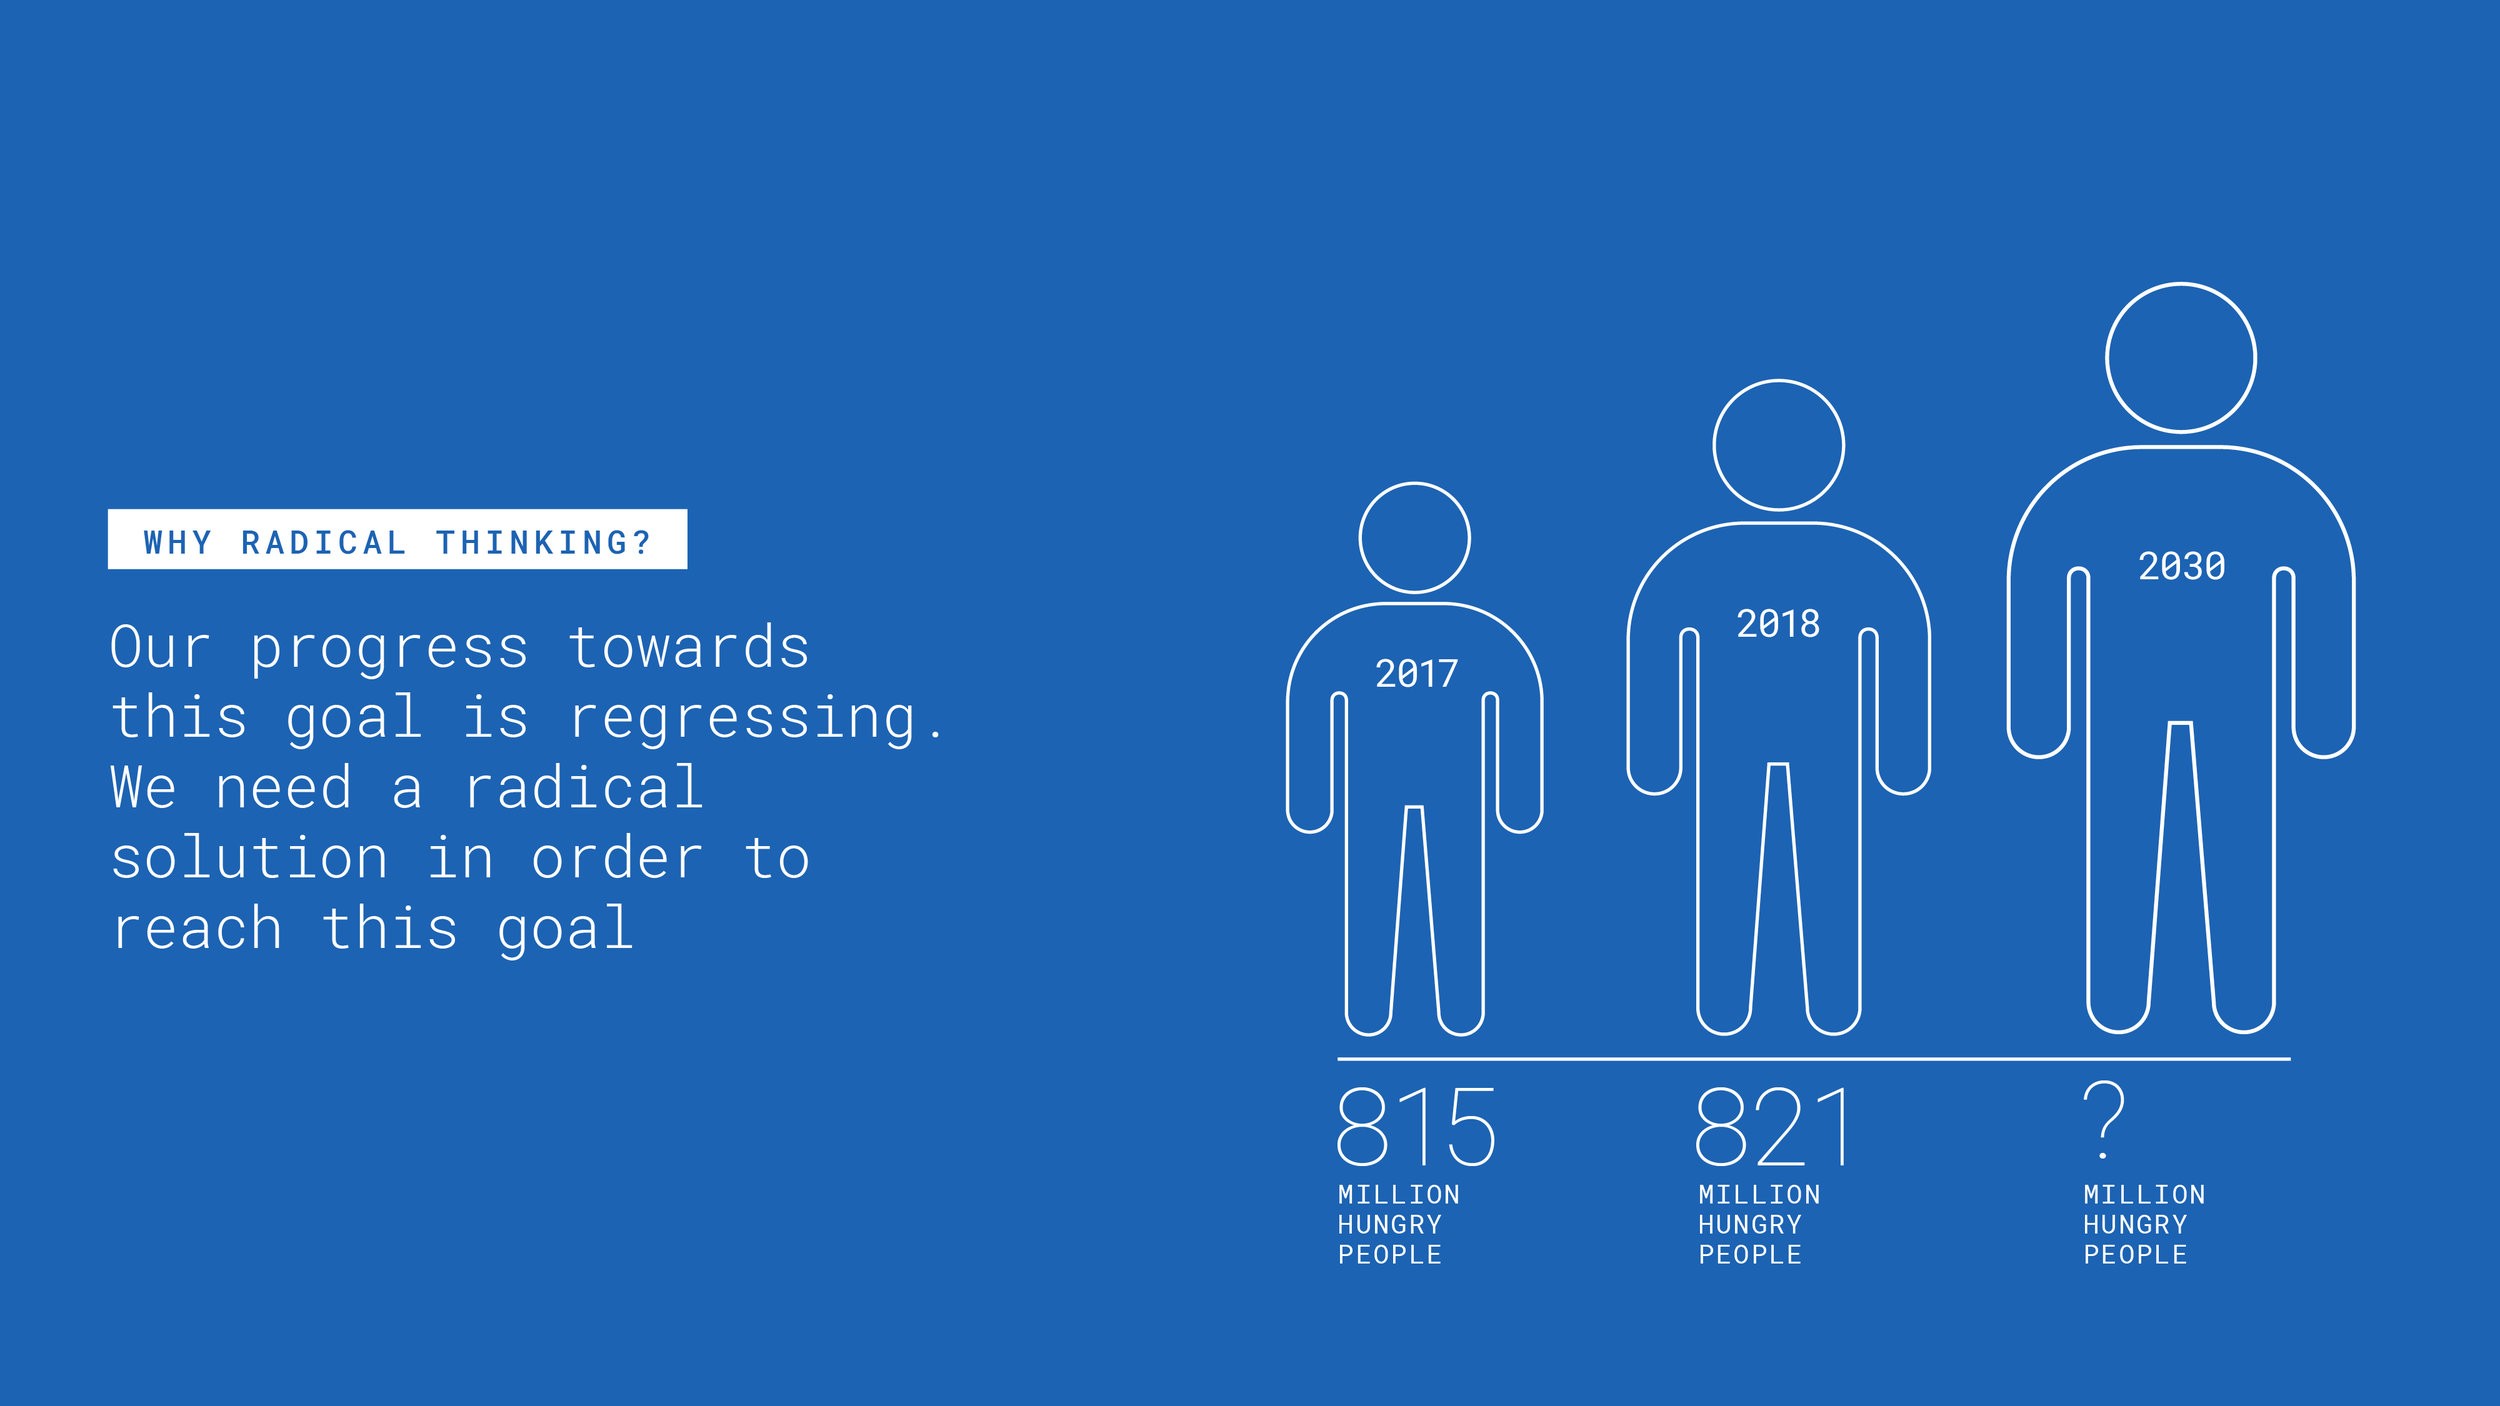 WHY RADICAL THINKING?
Our progress towards
this goal is regressing.
We need a radical
solution in order to
reach this goal
2017
2018
2030
815
MILLION
HUNGRY
PEOPLE
821
MILLION
HUNGRY
PEOPLE
?
MILLION
HUNGRY
PEOPLE